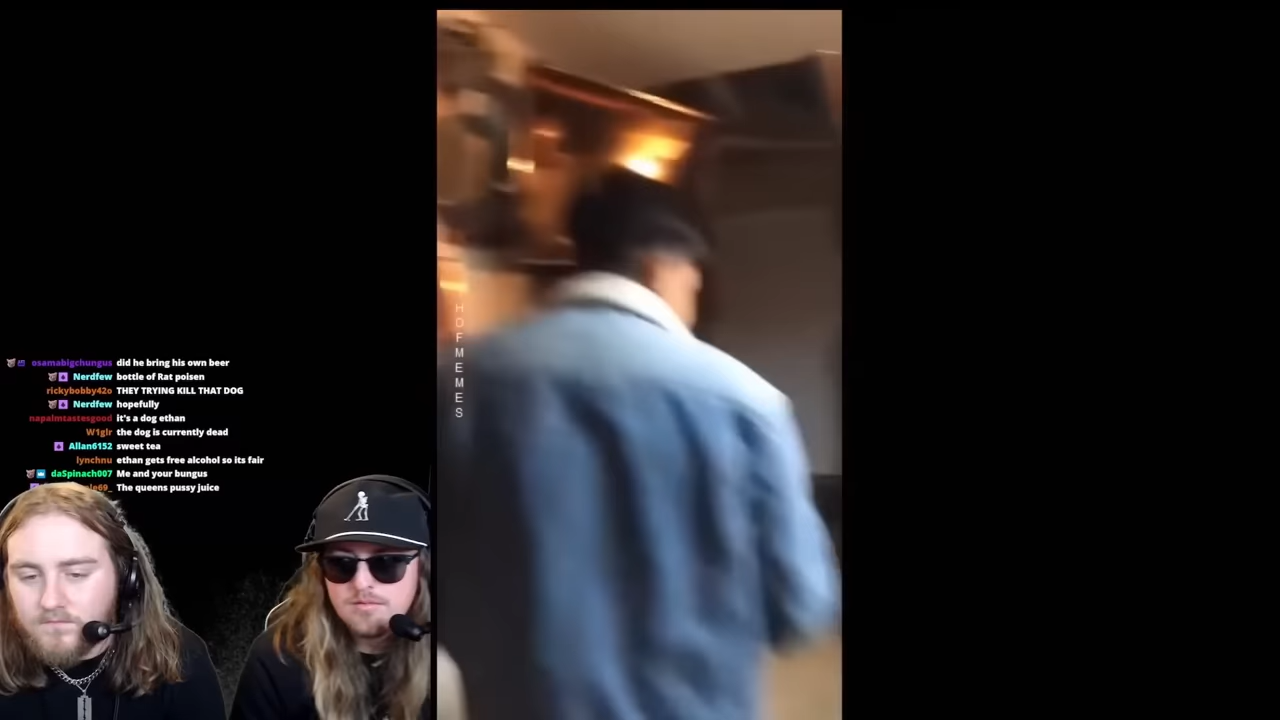 osamabigchungus did he bring his own beer
Nerdfew bottle of Rat poisen
rickybobby42o THEY TRYING KILL THAT DOG
Nerdfew hopefully
napalmtastesgood it's a dog ethan
W1glr the dog is currently dead
Allan6152 sweet tea
lynchnu ethan gets free alcohol so its fair
daSpinach007 Me and your bungus
The queens pussy juice
HOFMEMES